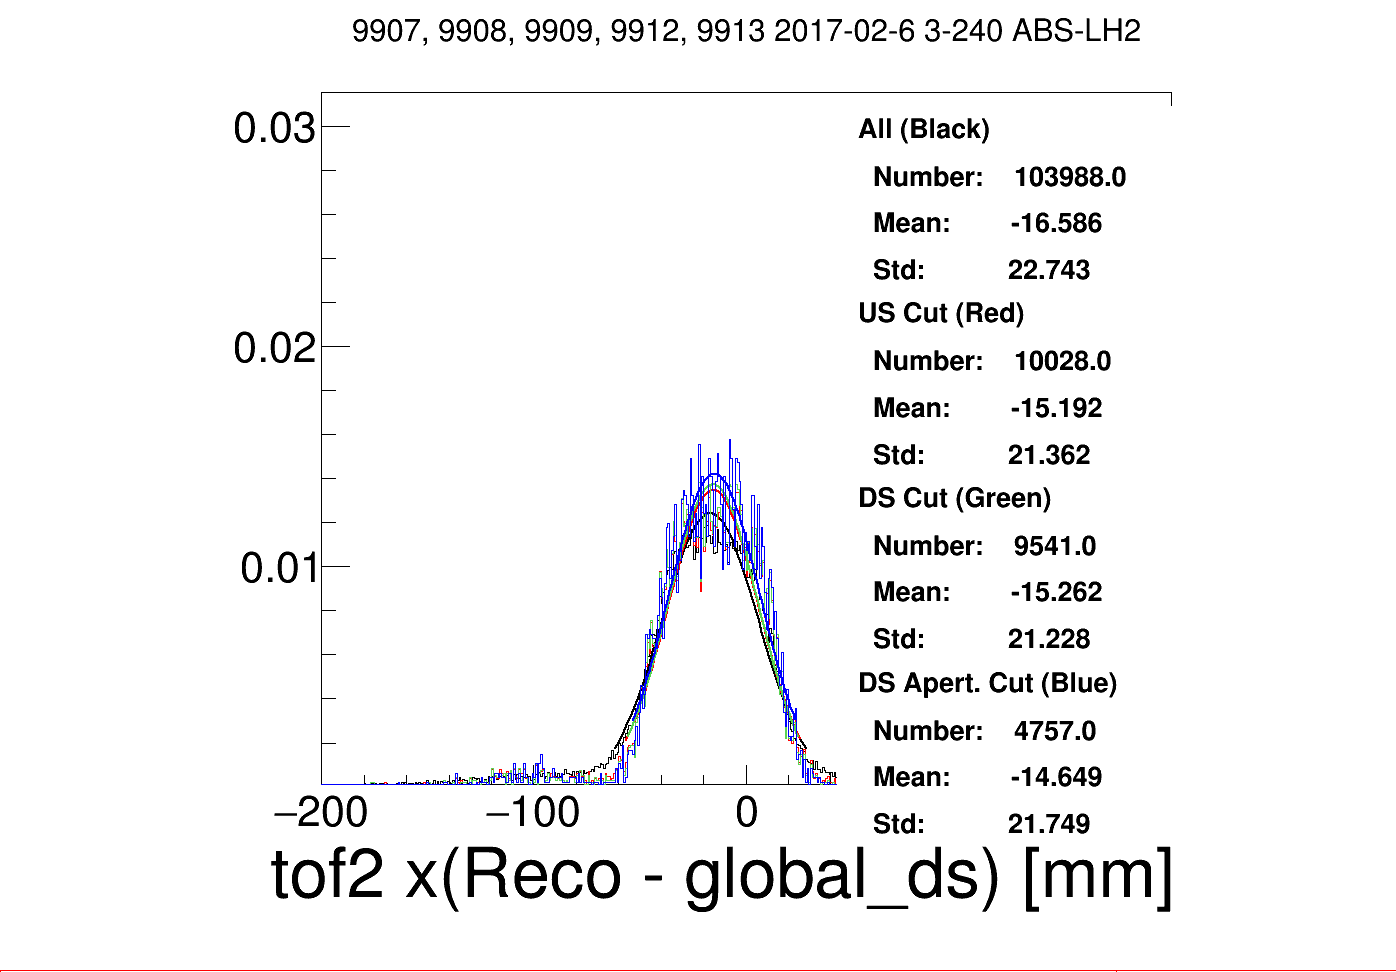 9907, 9908, 9909, 9912, 9913 2017-02-6 3-240 ABS-LH2
0.03
0.02
0.01
All (Black)
Number: 103988.0
Mean: -16.586
Std: 22.743
US Cut (Red)
Number: 10028.0
Mean: -15.192
Std: 21.362
DS Cut (Green)
Number: 9541.0
Mean: -15.262
Std: 21.228
DS Apert. Cut (Blue)
Number: 4757.0
Mean: -14.649
Std: 21.749
−200 −100 0
tof2 x(Reco - global_ds) [mm]